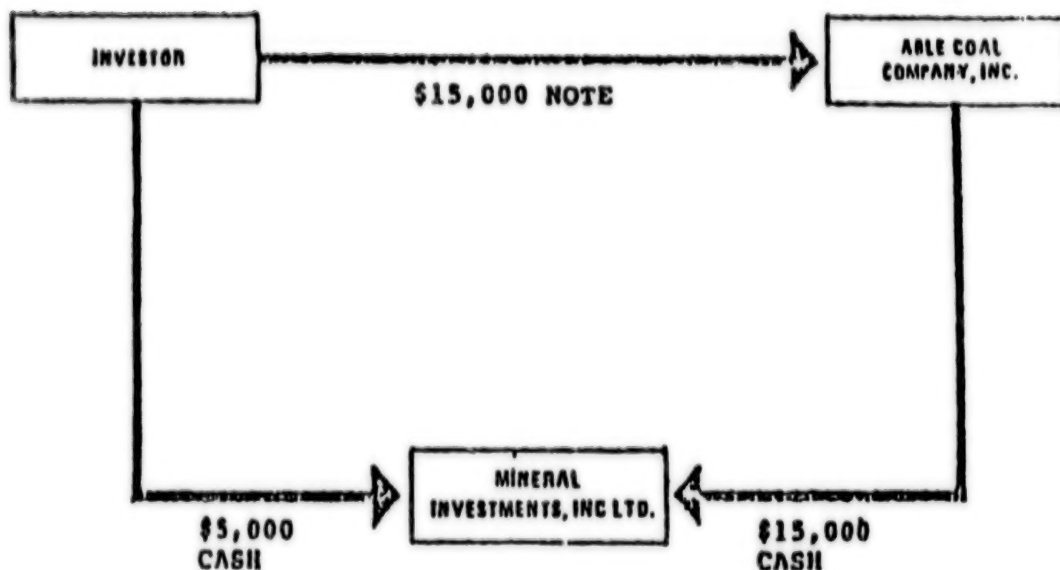 INVESTOR
ABLE COAL
COMPANY, INC.
$15,000 NOTE
MINERAL
INVESTMENTS, INC LTD.
$5,000
CASH
$15,000
CASH